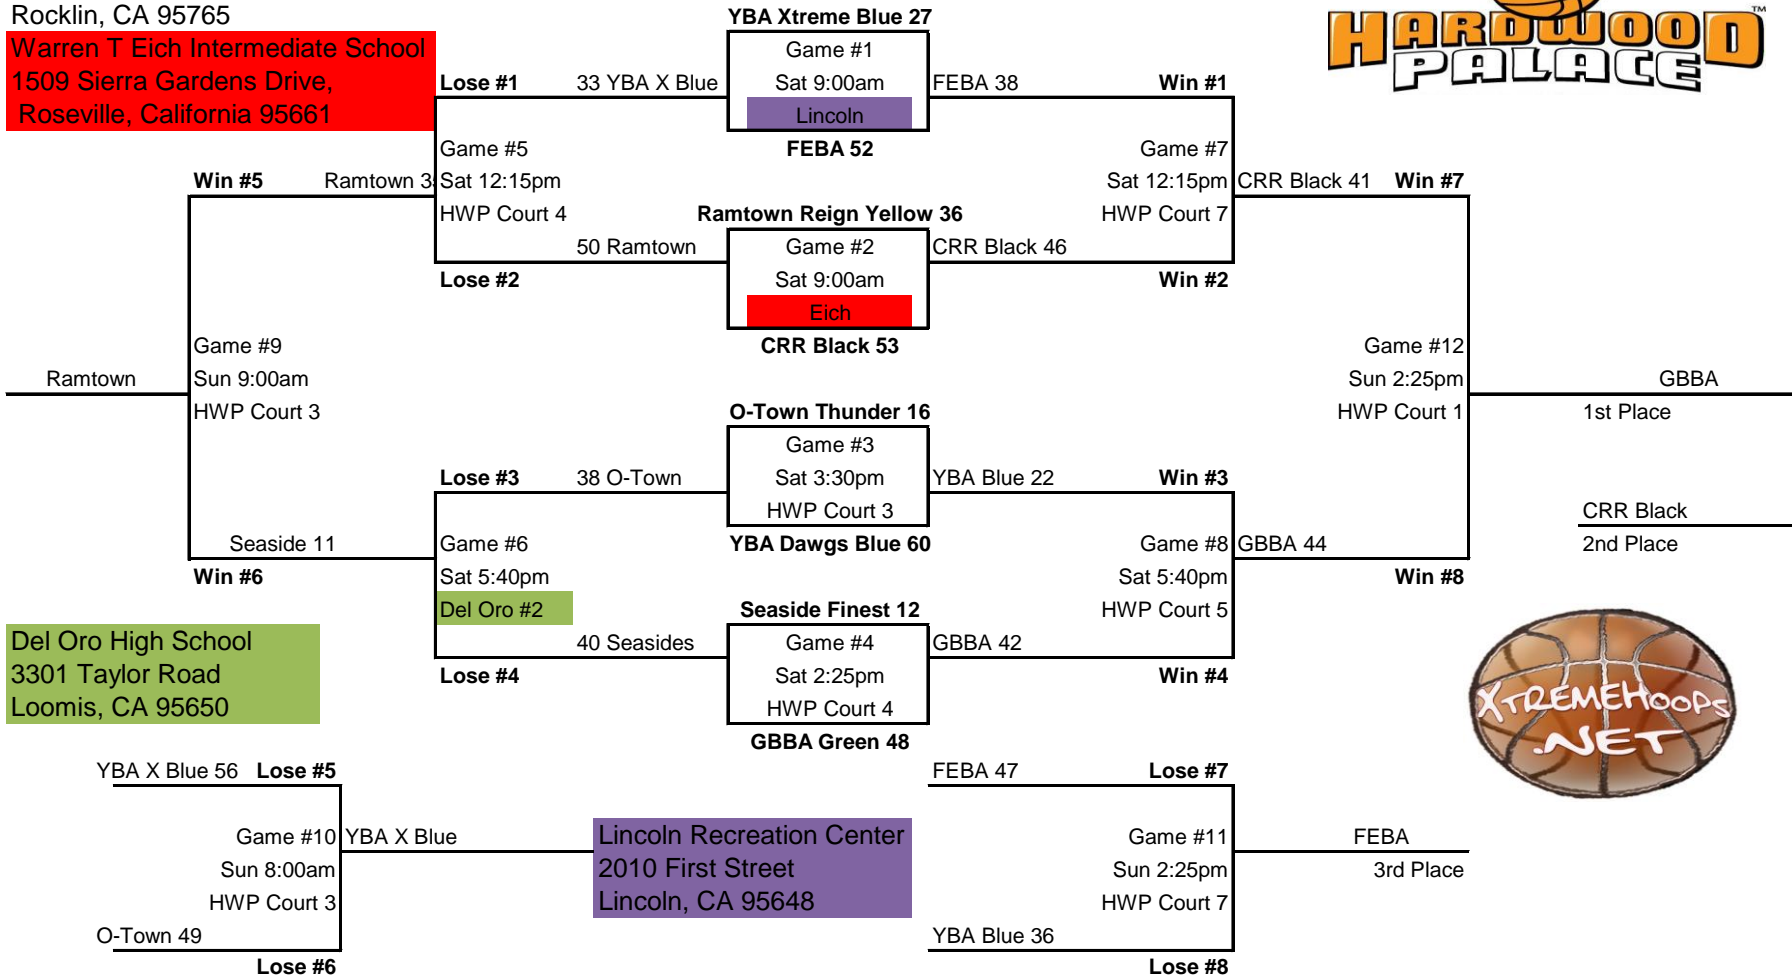 Rocklin, CA 95765
Warren T Eich Intermediate School
1509 Sierra Gardens Drive,
Roseville, California 95661
HARDWOOD PALACE
TM
YBA Xtreme Blue 27
Game #1
Sat 9:00am
Lincoln
FEBA 52
Lose #1
33 YBA X Blue
FEBA 38
Win #1
Game #5
Sat 12:15pm
HWP Court 4
Game #7
Sat 12:15pm
HWP Court 7
Win #5
Ramtown 3
CRR Black 41
Win #7
Ramtown Reign Yellow 36
Game #2
Sat 9:00am
Eich
CRR Black 53
50 Ramtown
CRR Black 46
Lose #2
Win #2
Game #9
Sun 9:00am
HWP Court 3
Ramtown
Game #12
Sun 2:25pm
HWP Court 1
GBBA
1st Place
O-Town Thunder 16
Game #3
Sat 3:30pm
HWP Court 3
YBA Dawgs Blue 60
Lose #3
38 O-Town
YBA Blue 22
Win #3
CRR Black
2nd Place
Seaside 11
Win #6
Game #6
Sat 5:40pm
Del Oro #2
Game #8
Sat 5:40pm
HWP Court 5
GBBA 44
Win #8
Seaside Finest 12
Game #4
Sat 2:25pm
HWP Court 4
GBBA Green 48
40 Seasides
GBBA 42
Lose #4
Win #4
Del Oro High School
3301 Taylor Road
Loomis, CA 95650
XTREMEHOOPS
.NET
YBA X Blue 56
Lose #5
Game #10
Sun 8:00am
HWP Court 3
YBA X Blue
O-Town 49
Lose #6
Lincoln Recreation Center
2010 First Street
Lincoln, CA 95648
FEBA 47
Lose #7
Game #11
Sun 2:25pm
HWP Court 7
FEBA
3rd Place
YBA Blue 36
Lose #8